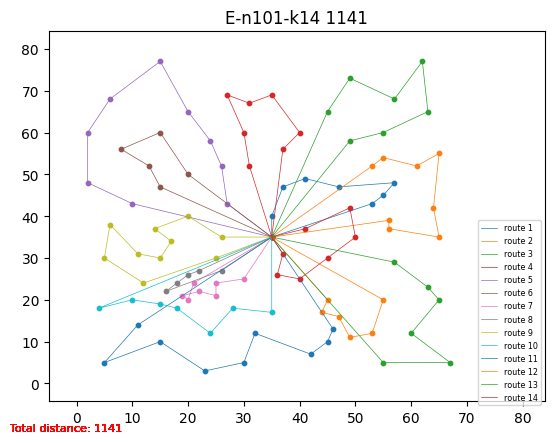 E-n101-k14 1141
80
70
60
50
40
30
20
10
0
0 10 20 30 40 50 60 70 80
route 1
route 2
route 3
route 4
route 5
route 6
route 7
route 8
route 9
route 10
route 11
route 12
route 13
route 14
Total distance: 1141